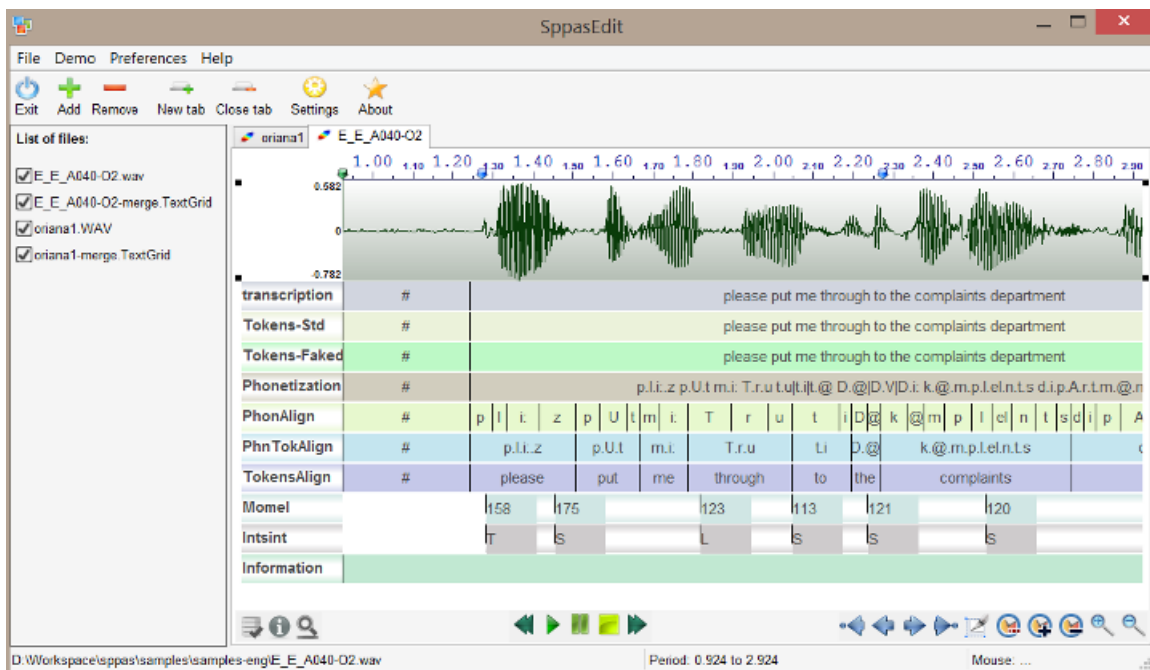 SppasEdit
File Demo Preferences Help
Exit Add Remove New tab Close tab Settings About
List of files:
oriana1 E_E_A040-O2
E_E_A040-O2.wav
E_E_A040-O2-merge.TextGrid
oriana1.WAV
oriana1-merge.TextGrid
1.00 1.10 1.20 1.30 1.40 1.50 1.60 1.70 1.80 1.90 2.00 2.10 2.20 2.30 2.40 2.50 2.60 2.70 2.80 2.90
0.582
0
-0.782
transcription # please put me through to the complaints department
Tokens-Std # please put me through to the complaints department
Tokens-Faked # please put me through to the complaints department
Phonetization # p.l.i:.z p.U.t m.i: T.r.u t.u|t.i|t.@ D.@|D.V|D.i: k.@.m.p.l.eI.n.t.s d.i.p.A.r.t.m.@.n
PhonAlign # p l i: z p U t m i: T r u t i D @ k @ m p l eI n t s d i p A
PhnTokAlign # p.l.i:.z p.U.t m.i: T.r.u t.i D.@ k.@.m.p.l.eI.n.t.s
TokensAlign # please put me through to the complaints
Momel 158 175 123 113 121 120
Intsint T S L S S S
Information
D:\Workspace\sppas\samples\samples-eng\E_E_A040-O2.wav Period: 0.924 to 2.924 Mouse: ...